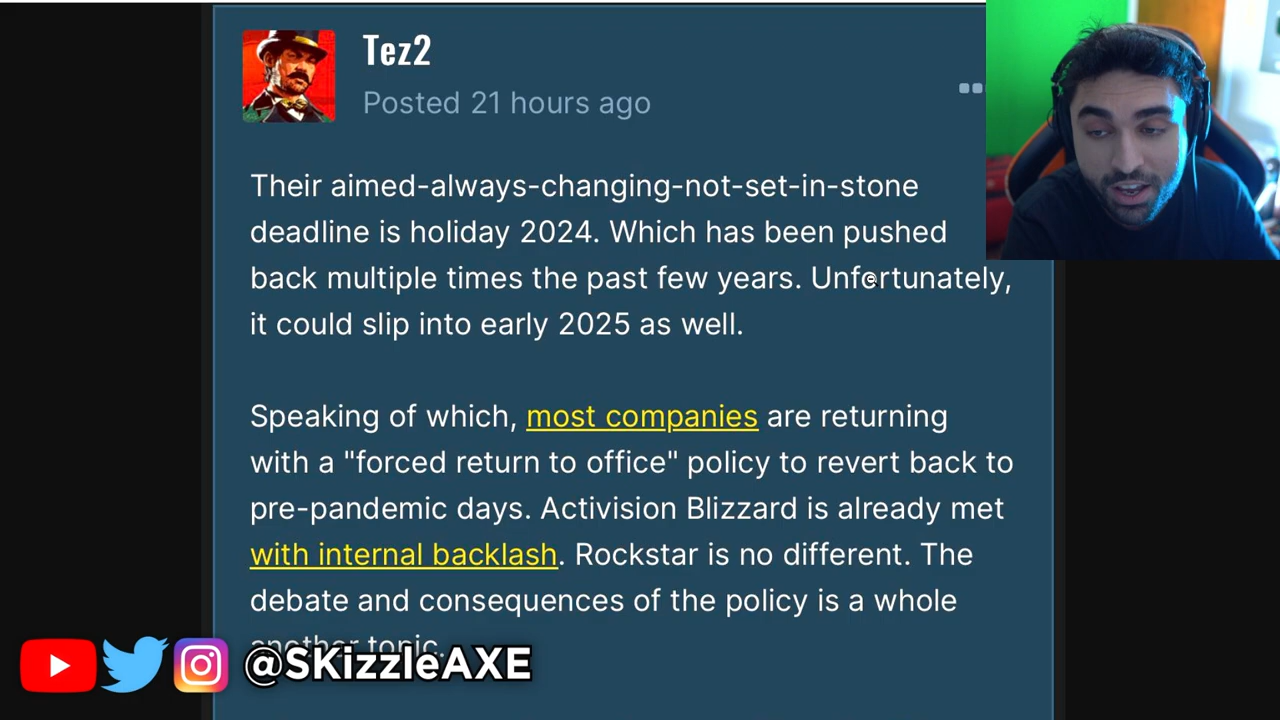 Tez2
Posted 21 hours ago
Their aimed-always-changing-not-set-in-stone
deadline is holiday 2024. Which has been pushed
back multiple times the past few years. Unfortunately,
it could slip into early 2025 as well.
Speaking of which, most companies are returning
with a "forced return to office" policy to revert back to
pre-pandemic days. Activision Blizzard is already met
with internal backlash. Rockstar is no different. The
debate and consequences of the policy is a whole
another topic.
@SKizzleAXE